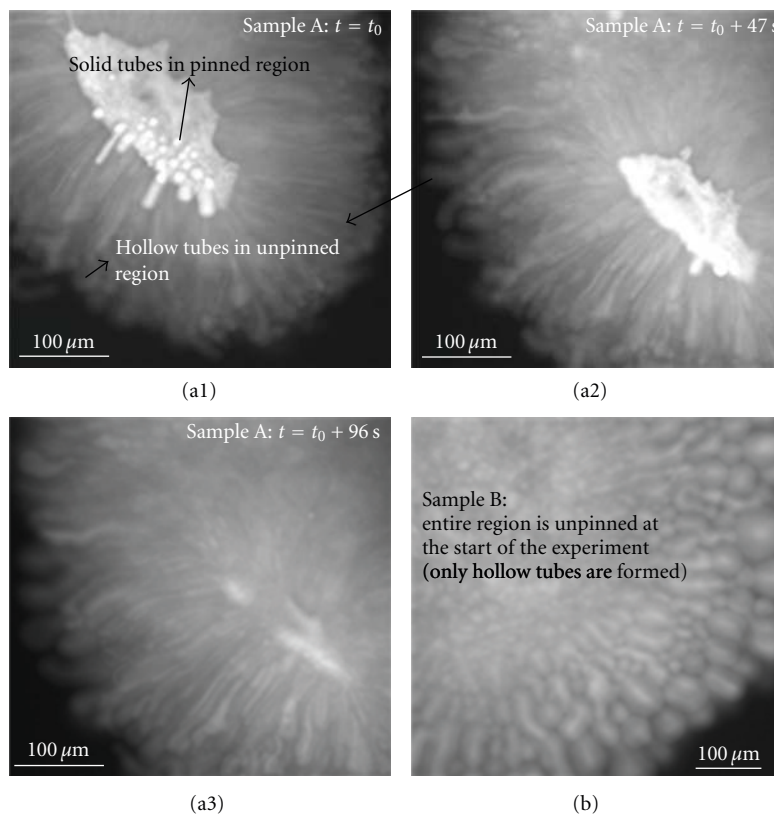 Sample A: t = t₀
Solid tubes in pinned region
Hollow tubes in unpinned
region
100 μm
(a1)
Sample A: t = t₀ + 47 s
100 μm
(a2)
Sample A: t = t₀ + 96 s
100 μm
(a3)
Sample B:
entire region is unpinned at
the start of the experiment
(only hollow tubes are formed)
100 μm
(b)